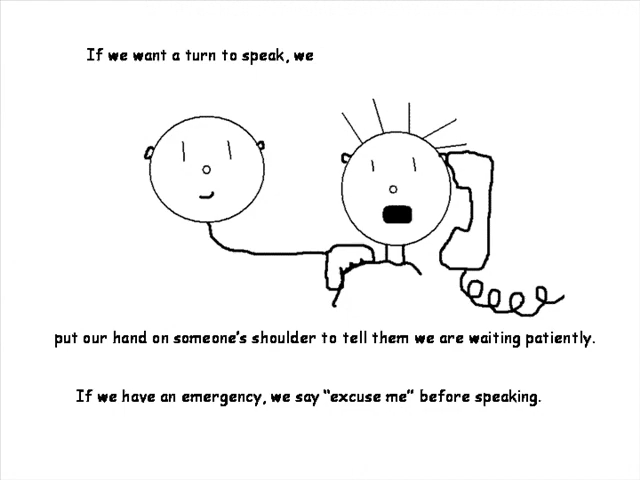 If we want a turn to speak, we
put our hand on someone's shoulder to tell them we are waiting patiently.
If we have an emergency, we say "excuse me" before speaking.